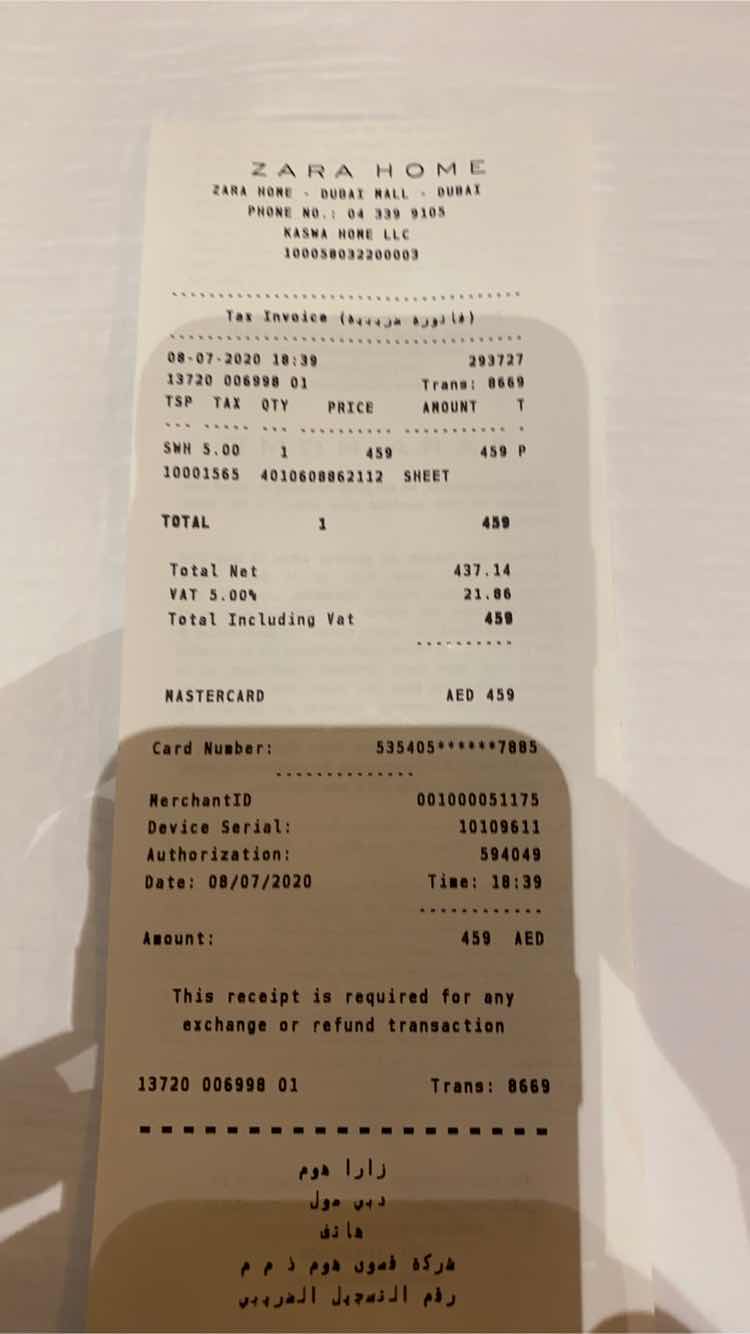 ZARA HOME
ZARA HOME - DUBAI MALL - DUBAI
PHONE NO.: 04 339 9105
KASWA HOME LLC
100058032200003
Tax Invoice (فاتورة ضريبية)
08-07-2020 18:39 293727
13720 006998 01 Trans: 8669
TSP TAX QTY PRICE AMOUNT T
SWH 5.00 1 459 459 P
10001565 4010608862112 SHEET
TOTAL 1 459
Total Net 437.14
VAT 5.00% 21.86
Total Including Vat 459
MASTERCARD AED 459
Card Number: 535405******7885
MerchantID 001000051175
Device Serial: 10109611
Authorization: 594049
Date: 08/07/2020 Time: 18:39
Amount: 459 AED
This receipt is required for any
exchange or refund transaction
13720 006998 01 Trans: 8669
زارا هوم
دبي مول
هاتف
شركة قصوى هوم ذ م م
رقم التسجيل الضريبي